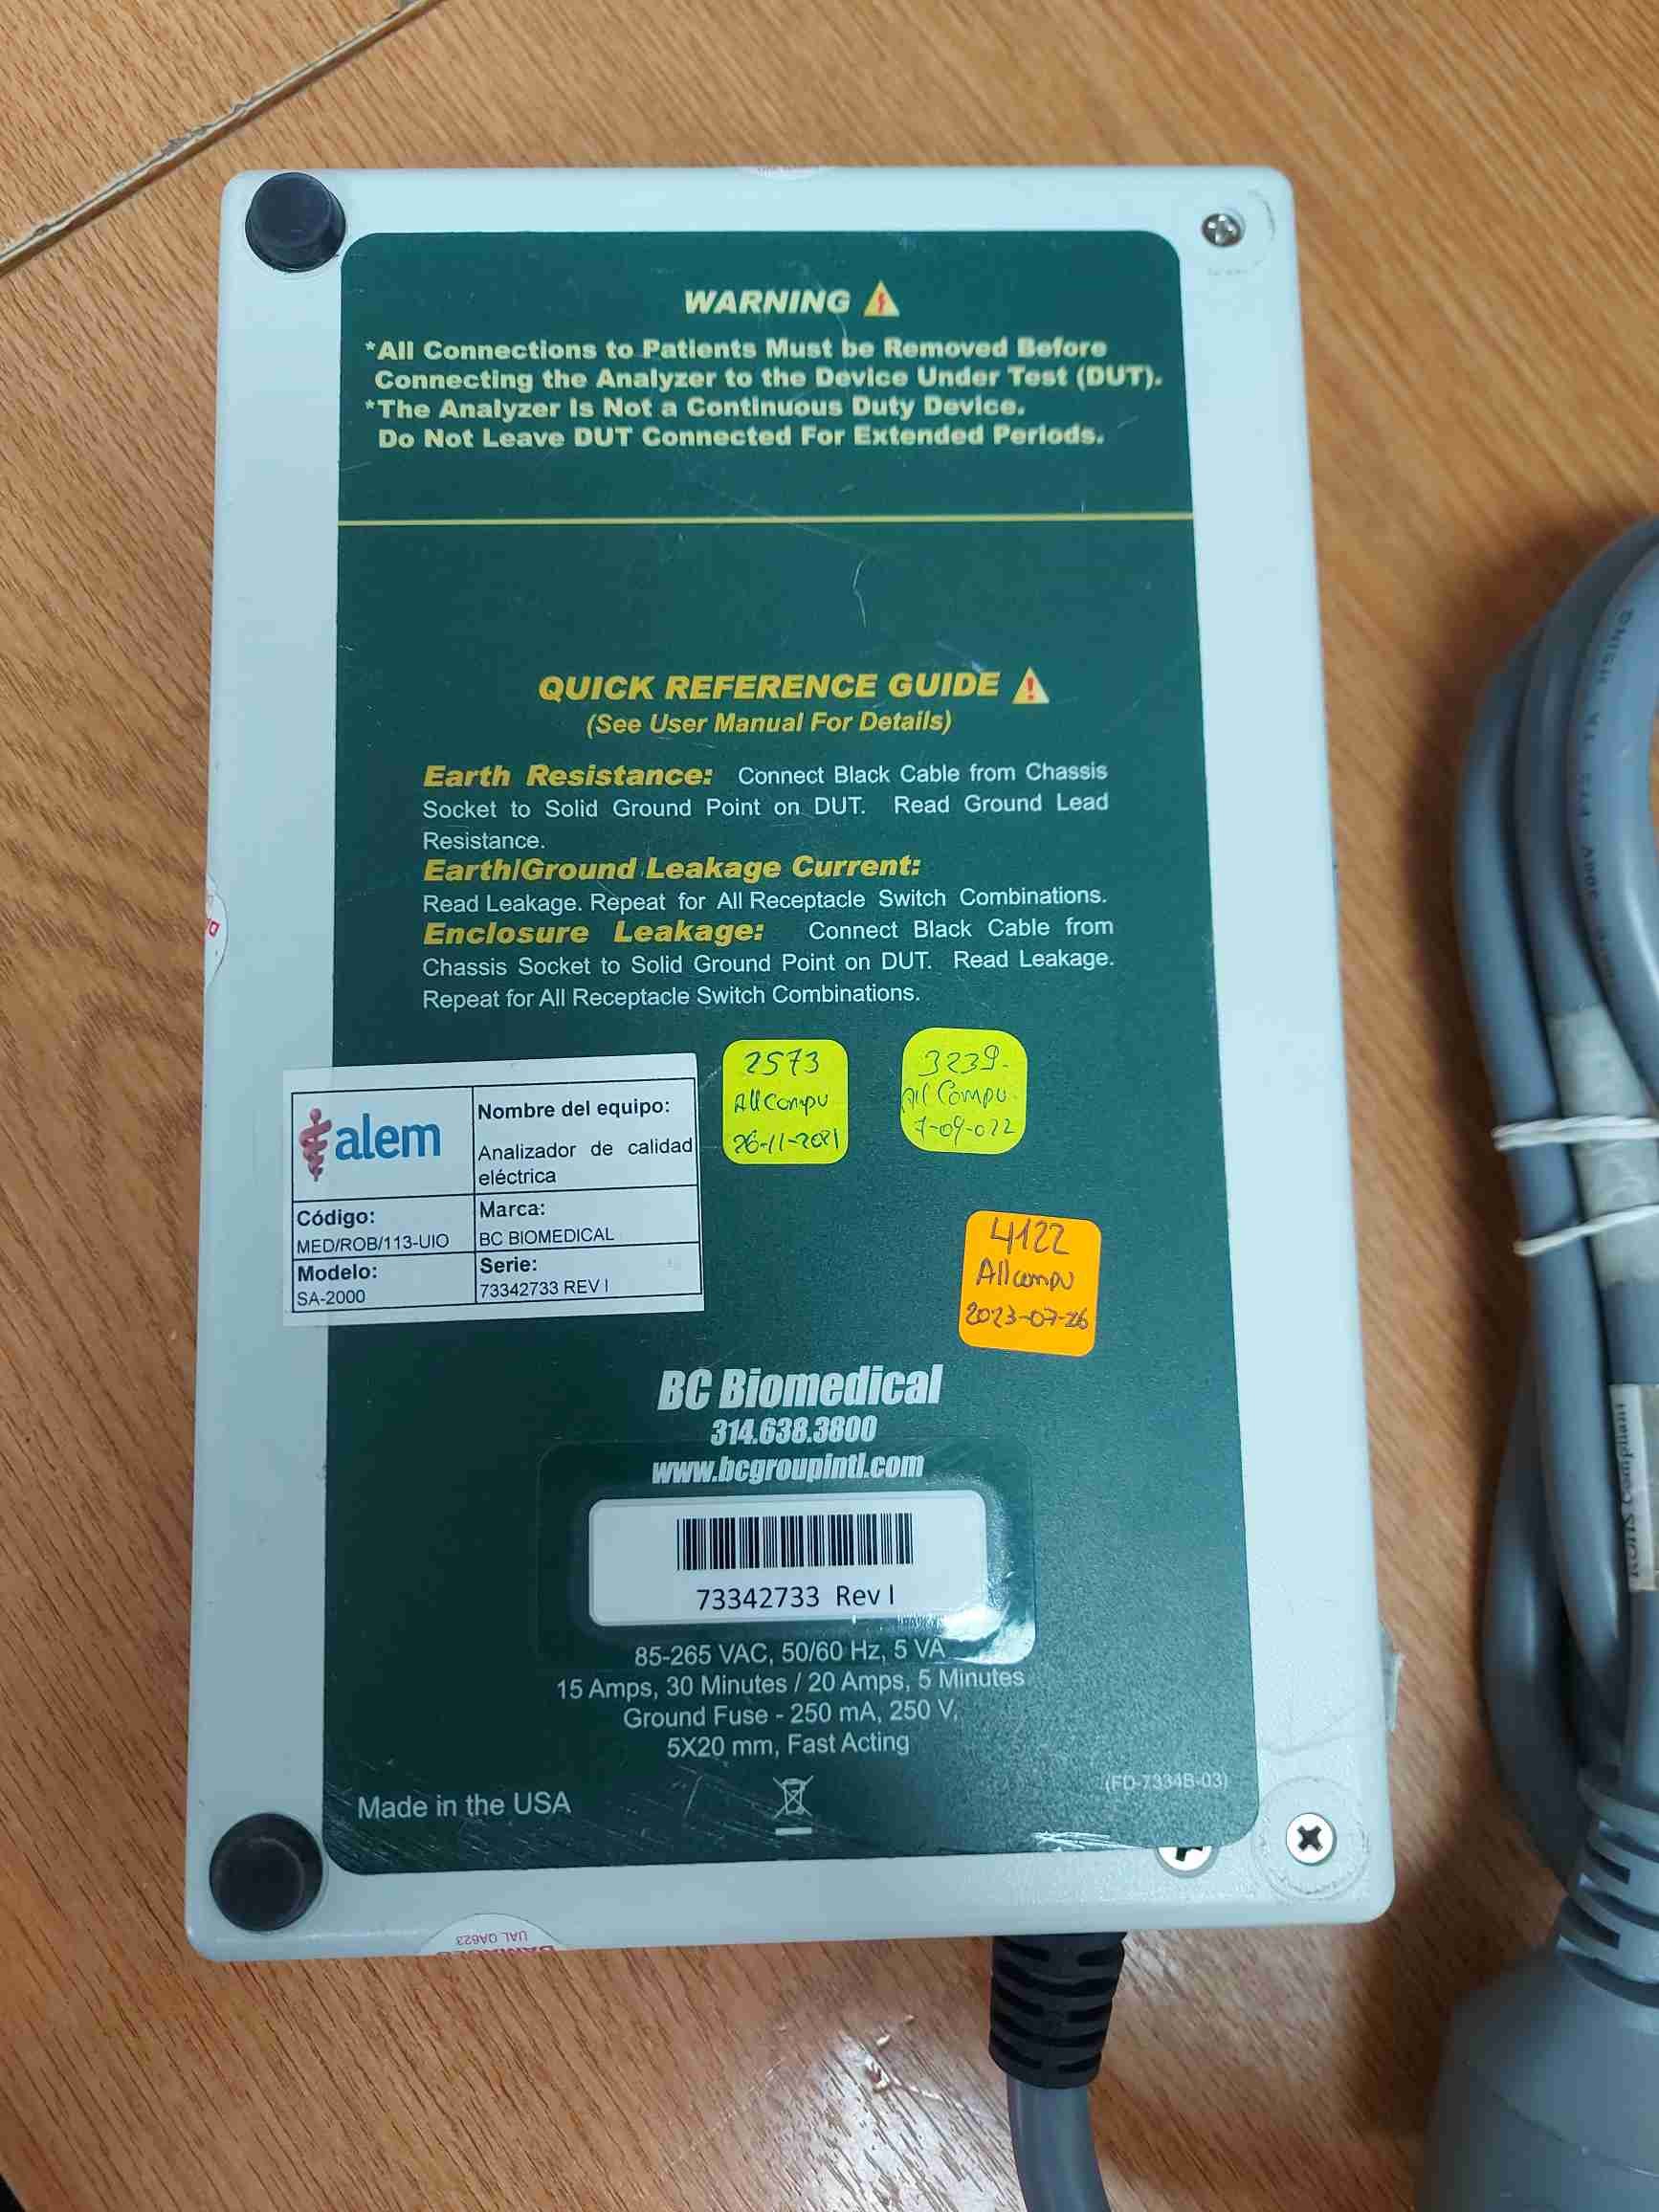 WARNING
*All Connections to Patients Must be Removed Before
Connecting the Analyzer to the Device Under Test (DUT).
*The Analyzer Is Not a Continuous Duty Device.
Do Not Leave DUT Connected For Extended Periods.
QUICK REFERENCE GUIDE
(See User Manual For Details)
Earth Resistance: Connect Black Cable from Chassis
Socket to Solid Ground Point on DUT. Read Ground Lead
Resistance.
Earth/Ground Leakage Current:
Read Leakage. Repeat for All Receptacle Switch Combinations.
Enclosure Leakage: Connect Black Cable from
Chassis Socket to Solid Ground Point on DUT. Read Leakage.
Repeat for All Receptacle Switch Combinations.
alem
Nombre del equipo:
Analizador de calidad
eléctrica
Código:
MED/ROB/113-UIO
Marca:
BC BIOMEDICAL
Modelo:
SA-2000
Serie:
73342733 REV I
2573
AllCompu
26-11-2021
3239
All Compu
7-09-022
4122
Allcompu
2023-07-26
BC Biomedical
314.638.3800
www.bcgroupintl.com
73342733 Rev I
85-265 VAC, 50/60 Hz, 5 VA
15 Amps, 30 Minutes / 20 Amps, 5 Minutes
Ground Fuse - 250 mA, 250 V,
5X20 mm, Fast Acting
(FD-7334B-03)
Made in the USA
DAMAGED
UAL QA623
RoHS Compliant